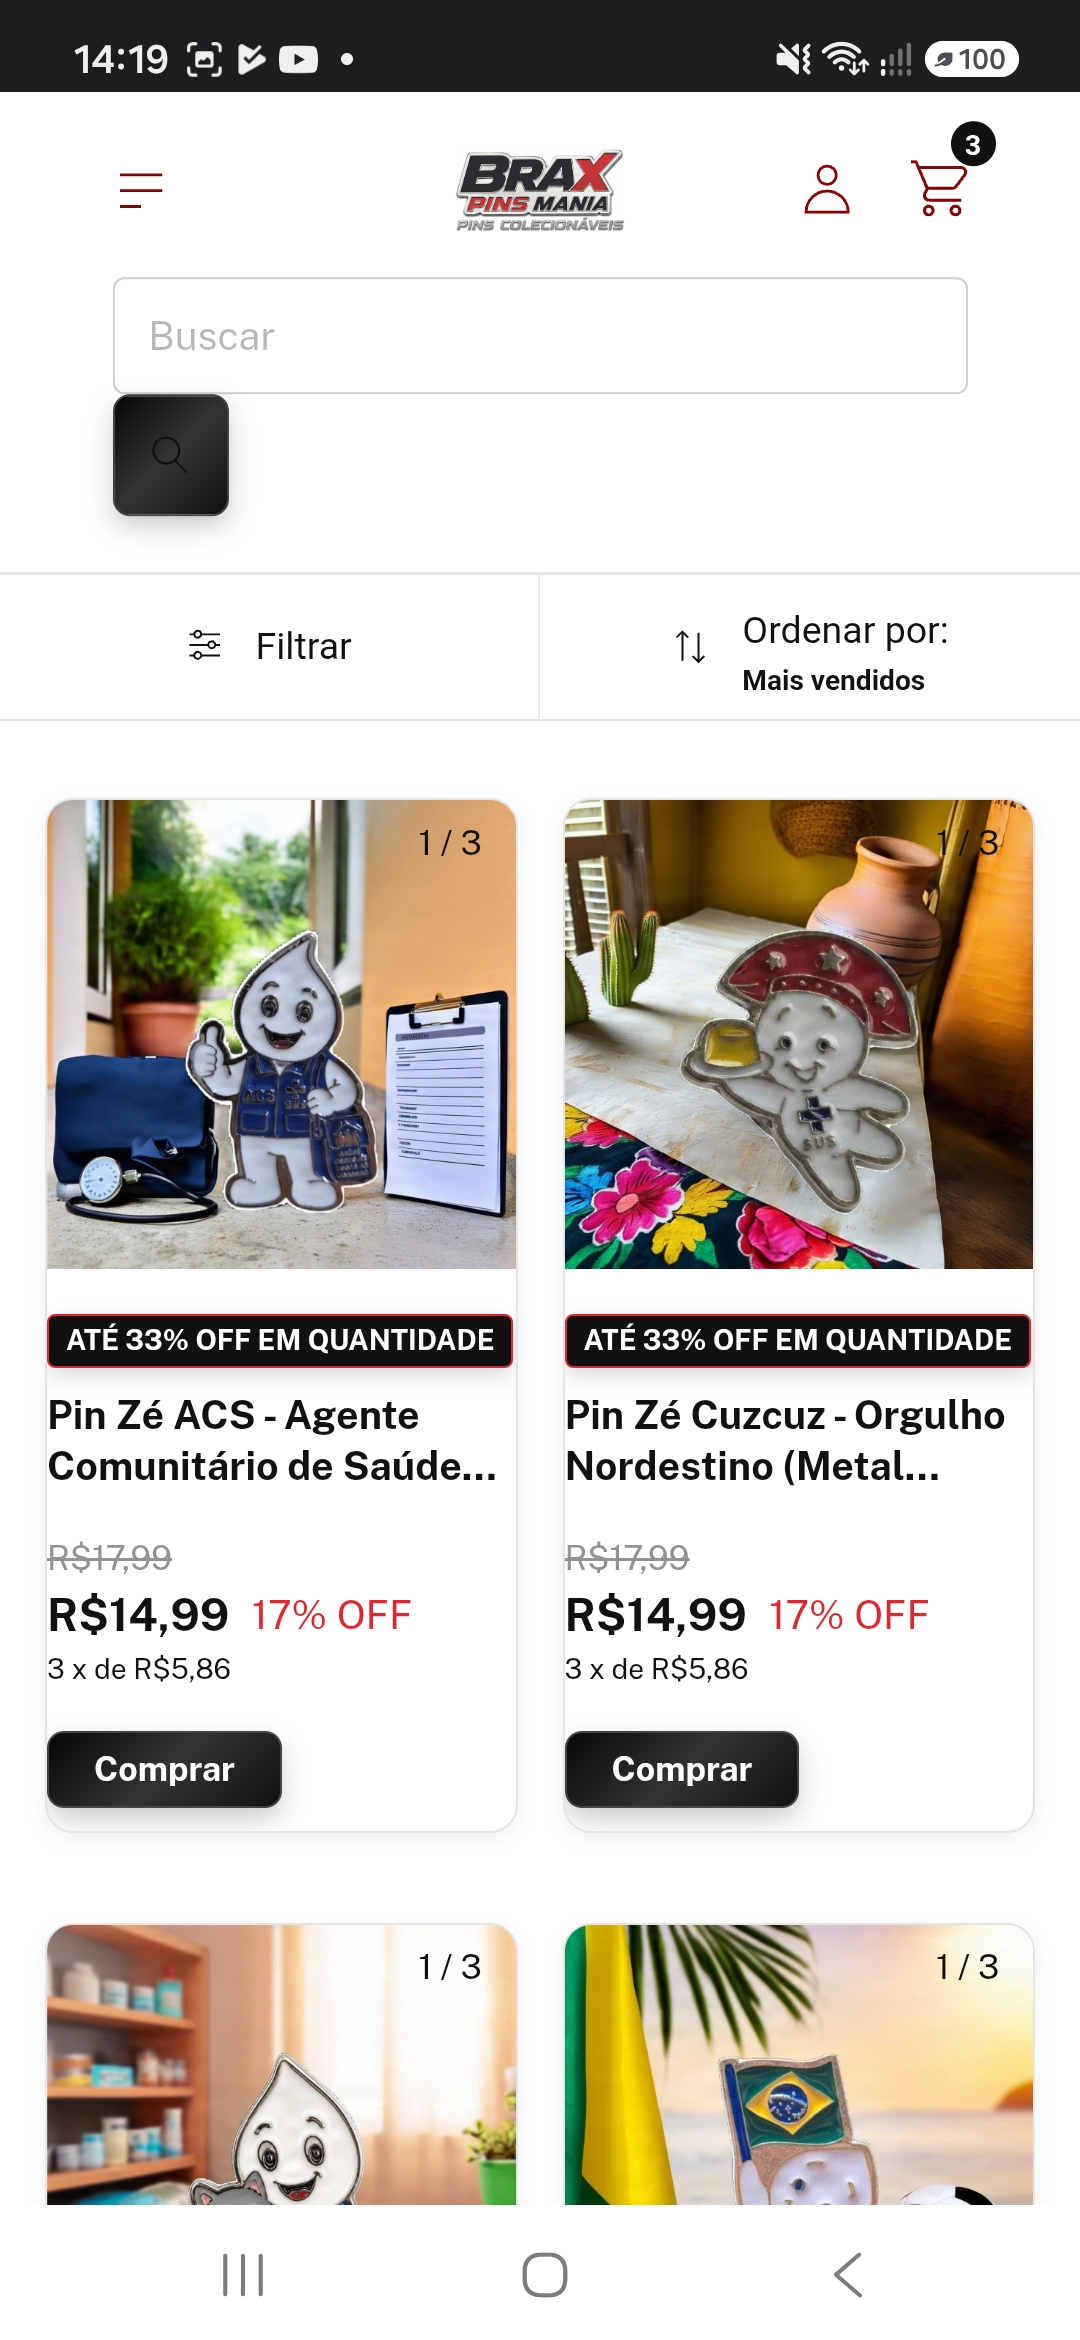 14:19
100
3
BRAX
PINS MANIA
PINS COLECIONÁVEIS
Buscar
Filtrar
Ordenar por:
Mais vendidos
1 / 3
1 / 3
ACS
SUS
SUS
ATÉ 33% OFF EM QUANTIDADE
ATÉ 33% OFF EM QUANTIDADE
Pin Zé ACS - Agente
Comunitário de Saúde...
Pin Zé Cuzcuz - Orgulho
Nordestino (Metal...
R$17,99
R$17,99
R$14,99 17% OFF
R$14,99 17% OFF
3 x de R$5,86
3 x de R$5,86
Comprar
Comprar
1 / 3
1 / 3